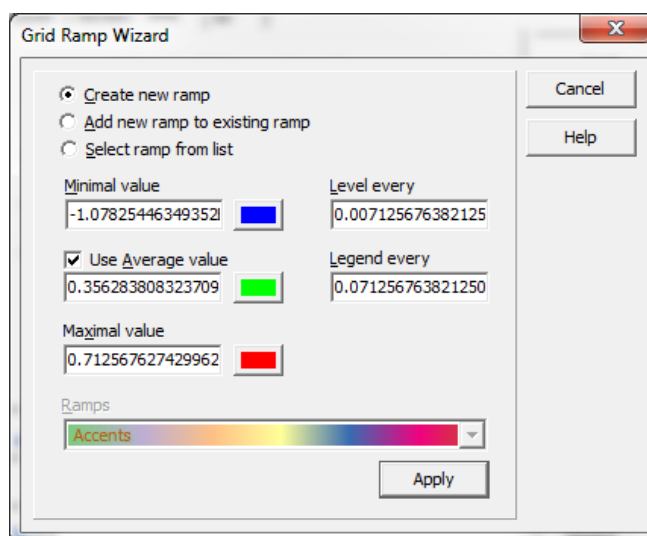 Grid Ramp Wizard
Create new ramp
Cancel
Add new ramp to existing ramp
Help
Select ramp from list
Minimal value
Level every
-1.07825446349352
0.007125676382125
Use Average value
Legend every
0.356283808323709
0.071256763821250
Maximal value
0.712567627429962
Ramps
Accents
Apply